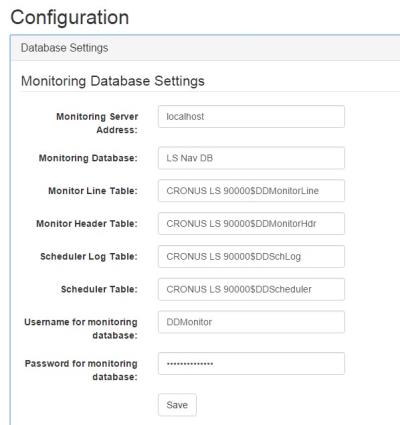 Configuration
Database Settings
Monitoring Database Settings
Monitoring Server
Address:
localhost
Monitoring Database:
LS Nav DB
Monitor Line Table:
CRONUS LS 90000$DDMonitorLine
Monitor Header Table:
CRONUS LS 90000$DDMonitorHdr
Scheduler Log Table:
CRONUS LS 90000$DDSchLog
Scheduler Table:
CRONUS LS 90000$DDScheduler
Username for monitoring
database:
DDMonitor
Password for monitoring
database:
••••••••••••••
Save